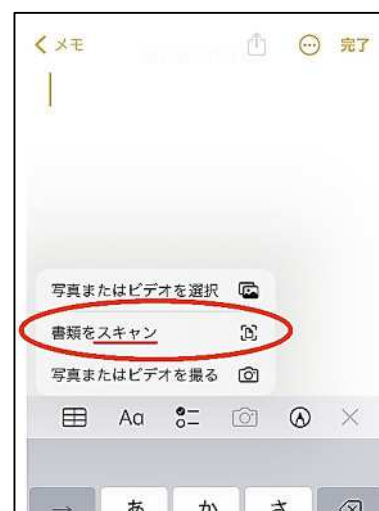 メモ
完了
写真またはビデオを選択
書類をスキャン
写真またはビデオを撮る
Aa
→ あ か さ